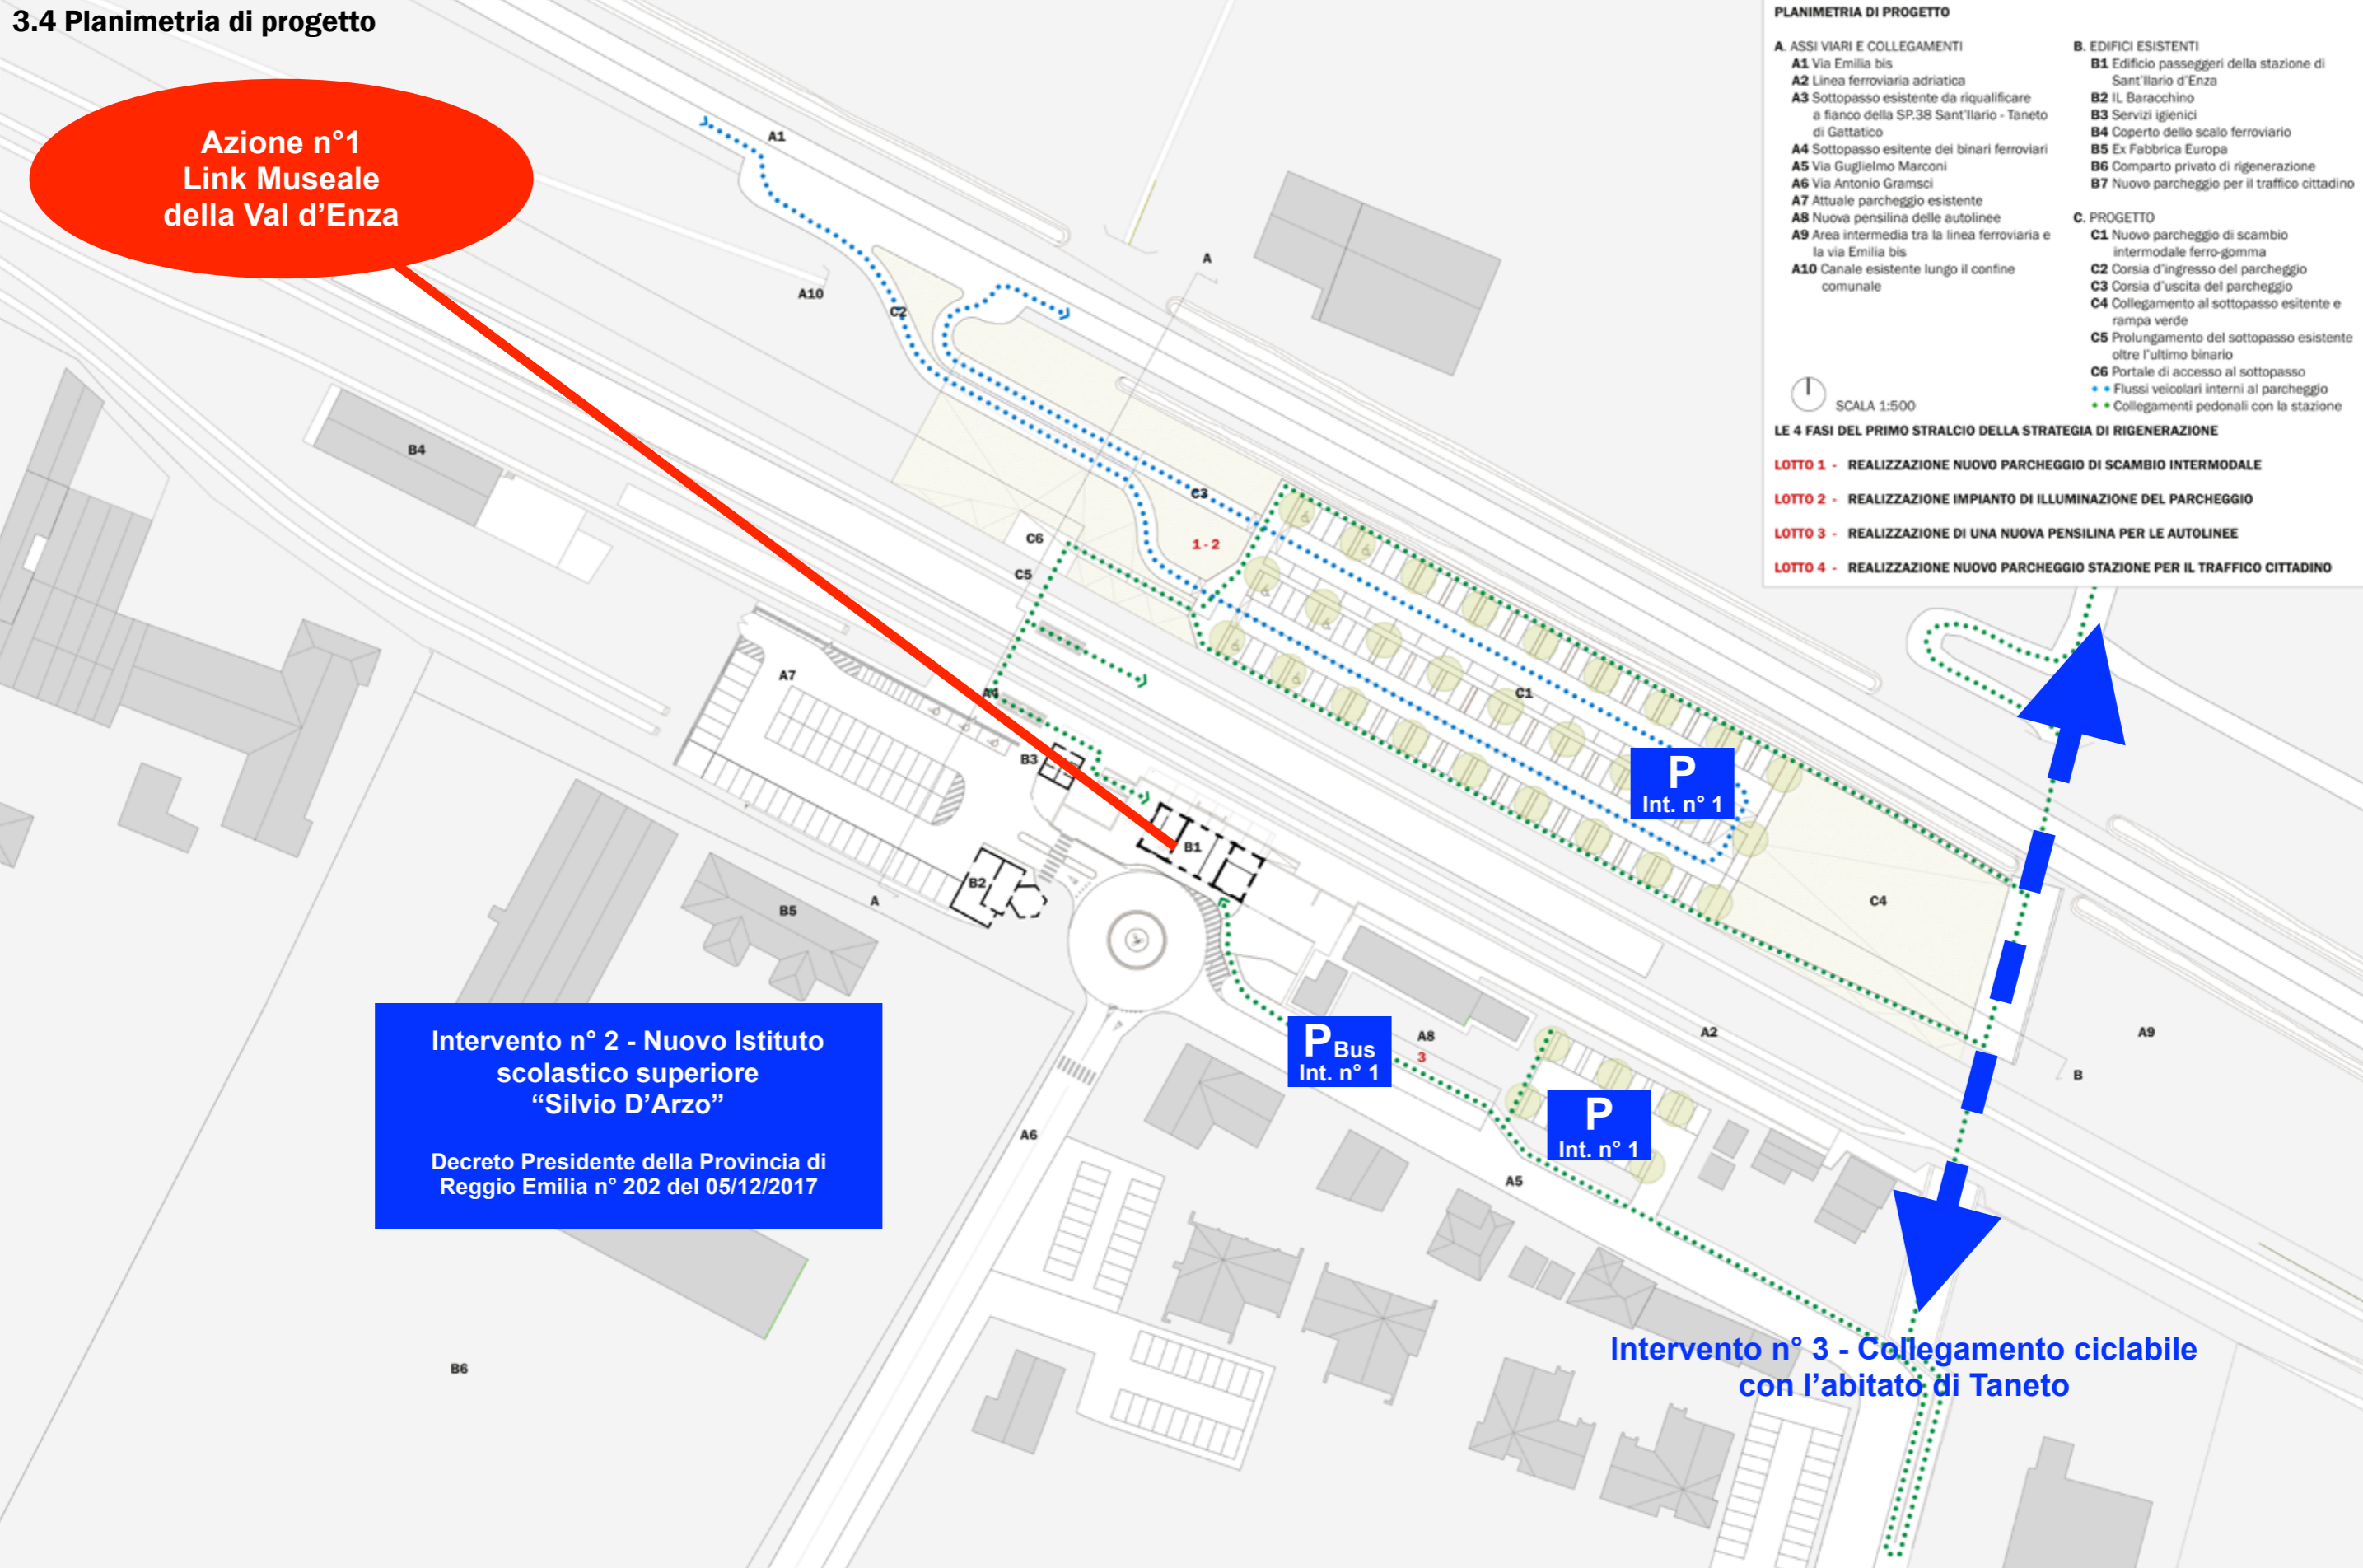 3.4 Planimetria di progetto
Azione n°1
Link Museale
della Val d'Enza
PLANIMETRIA DI PROGETTO
A. ASSI VIARI E COLLEGAMENTI
A1 Via Emilia bis
A2 Linea ferroviaria adriatica
A3 Sottopasso esistente da riqualificare
a fianco della SP.38 Sant'Ilario - Taneto
di Gattatico
A4 Sottopasso esitente dei binari ferroviari
A5 Via Guglielmo Marconi
A6 Via Antonio Gramsci
A7 Attuale parcheggio esistente
A8 Nuova pensilina delle autolinee
A9 Area intermedia tra la linea ferroviaria e
la via Emilia bis
A10 Canale esistente lungo il confine
comunale
SCALA 1:500
B. EDIFICI ESISTENTI
B1 Edificio passeggeri della stazione di
Sant'Ilario d'Enza
B2 IL Baracchino
B3 Servizi igienici
B4 Coperto dello scalo ferroviario
B5 Ex Fabbrica Europa
B6 Comparto privato di rigenerazione
B7 Nuovo parcheggio per il traffico cittadino
C. PROGETTO
C1 Nuovo parcheggio di scambio
intermodale ferro-gomma
C2 Corsia d'ingresso del parcheggio
C3 Corsia d'uscita del parcheggio
C4 Collegamento al sottopasso esitente e
rampa verde
C5 Prolungamento del sottopasso esistente
oltre l'ultimo binario
C6 Portale di accesso al sottopasso
Flussi veicolari interni al parcheggio
Collegamenti pedonali con la stazione
LE 4 FASI DEL PRIMO STRALCIO DELLA STRATEGIA DI RIGENERAZIONE
LOTTO 1 - REALIZZAZIONE NUOVO PARCHEGGIO DI SCAMBIO INTERMODALE
LOTTO 2 - REALIZZAZIONE IMPIANTO DI ILLUMINAZIONE DEL PARCHEGGIO
LOTTO 3 - REALIZZAZIONE DI UNA NUOVA PENSILINA PER LE AUTOLINEE
LOTTO 4 - REALIZZAZIONE NUOVO PARCHEGGIO STAZIONE PER IL TRAFFICO CITTADINO
A1
A
A10
C2
B4
C3
C6
1-2
C5
A7
A4
C1
B3
P
Int. n° 1
B1
B2
A
B5
C4
Intervento n° 2 - Nuovo Istituto
scolastico superiore
“Silvio D'Arzo”
Decreto Presidente della Provincia di
Reggio Emilia n° 202 del 05/12/2017
P Bus
Int. n° 1
A8
3
A2
A9
B
P
Int. n° 1
A6
A5
Intervento n° 3 - Collegamento ciclabile
con l'abitato di Taneto
B6